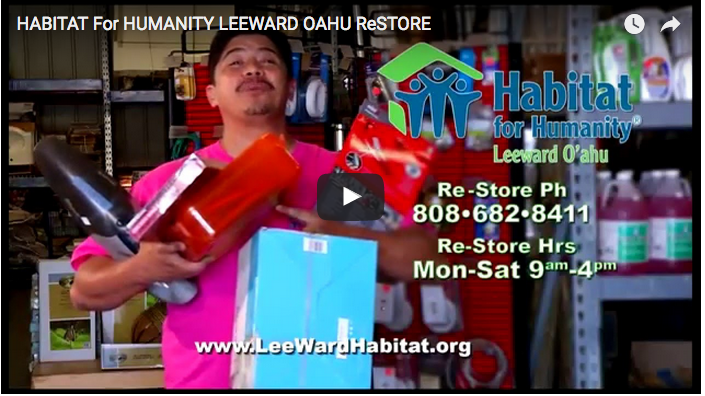 HABITAT For HUMANITY LEEWARD OAHU ReSTORE
Habitat
for Humanity®
Leeward O'ahu
Re-Store Ph
808•682•8411
Re-Store Hrs
Mon-Sat 9am-4pm
www.LeeWardHabitat.org